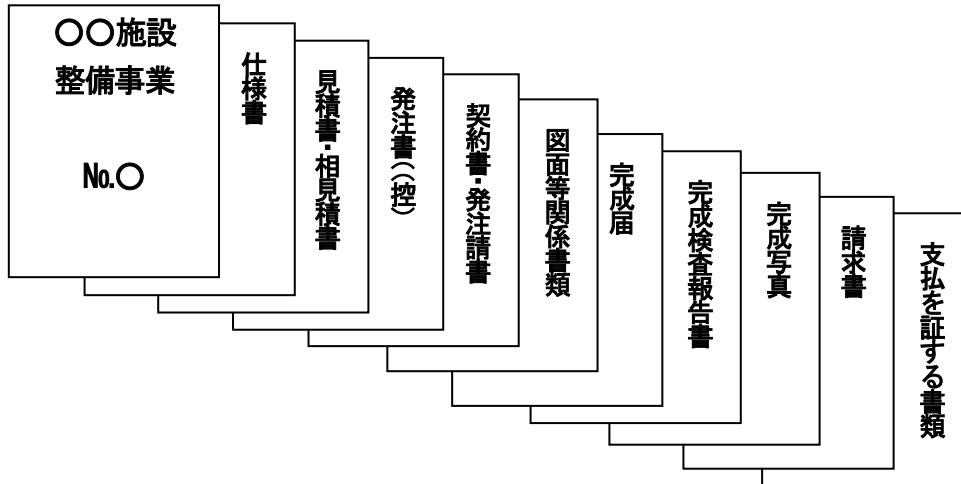 〇〇施設
整備事業
No.〇
仕様書
見積書・相見積書
発注書（控）
契約書・発注請書
図面等関係書類
完成届
完成検査報告書
完成写真
請求書
支払を証する書類